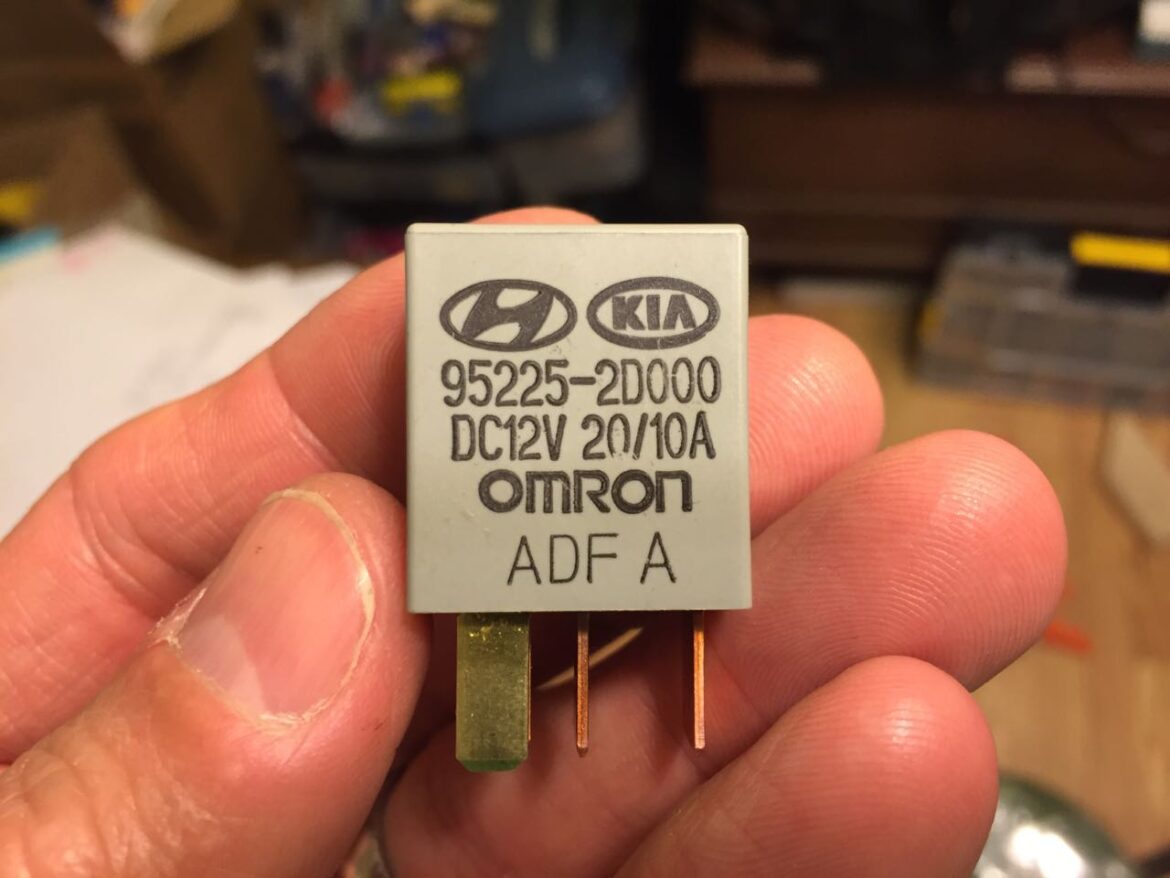 KIA
95225-2D000
DC12V 20/10A
OMRON
ADF A